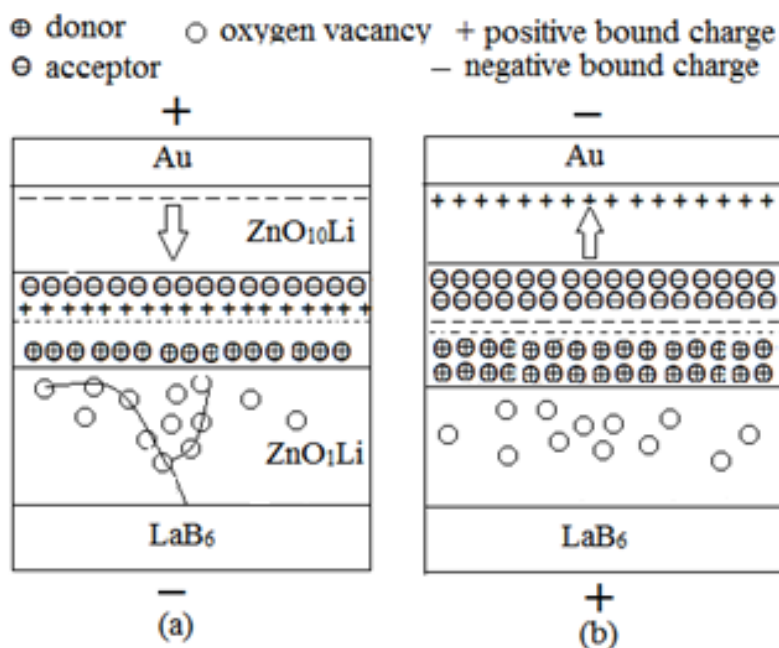 ⊕ donor ○ oxygen vacancy + positive bound charge
⊖ acceptor − negative bound charge
+
Au
ZnO₁₀Li
ZnO₁Li
LaB₆
−
(a)
−
Au
LaB₆
+
(b)